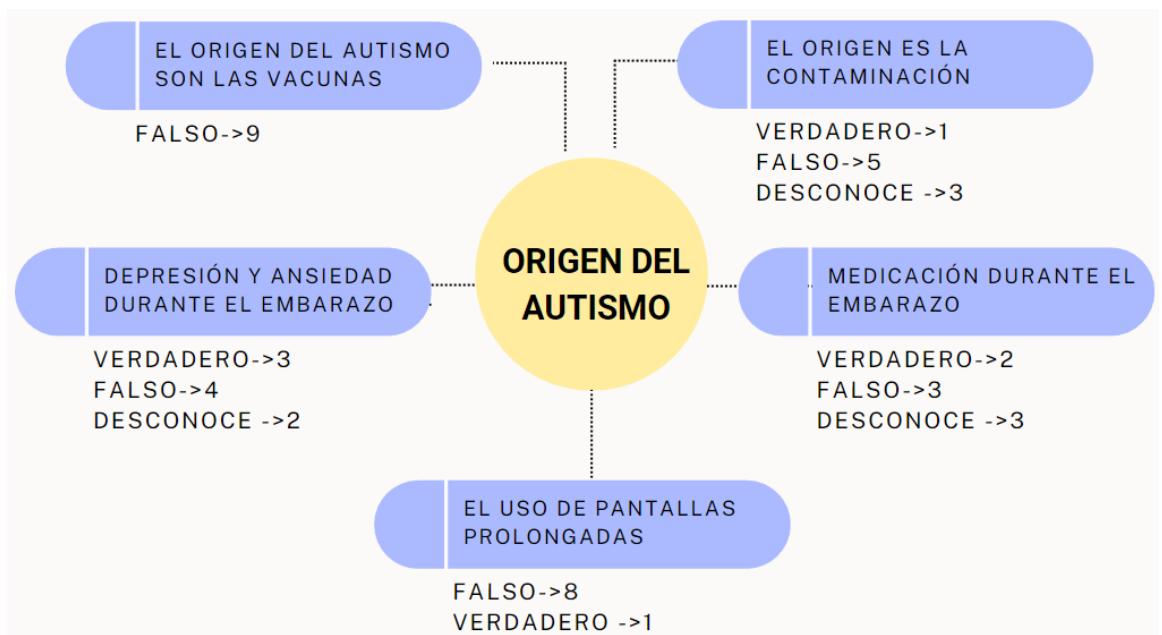 EL ORIGEN DEL AUTISMO
SON LAS VACUNAS
FALSO->9
EL ORIGEN ES LA
CONTAMINACIÓN
VERDADERO->1
FALSO->5
DESCONOCE ->3
ORIGEN DEL
AUTISMO
DEPRESIÓN Y ANSIEDAD
DURANTE EL EMBARAZO
VERDADERO->3
FALSO->4
DESCONOCE ->2
MEDICACIÓN DURANTE EL
EMBARAZO
VERDADERO->2
FALSO->3
DESCONOCE ->3
EL USO DE PANTALLAS
PROLONGADAS
FALSO->8
VERDADERO ->1